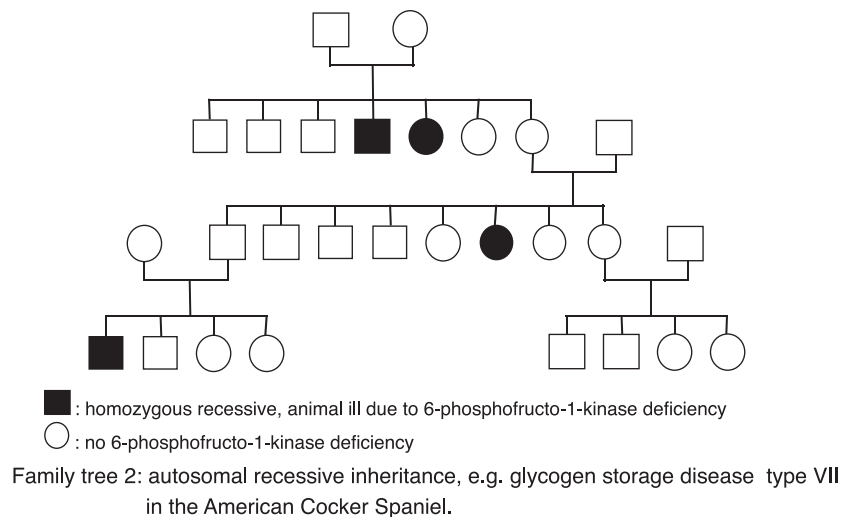 : homozygous recessive, animal ill due to 6-phosphofructo-1-kinase deficiency
: no 6-phosphofructo-1-kinase deficiency
Family tree 2: autosomal recessive inheritance, e.g. glycogen storage disease type VII
in the American Cocker Spaniel.